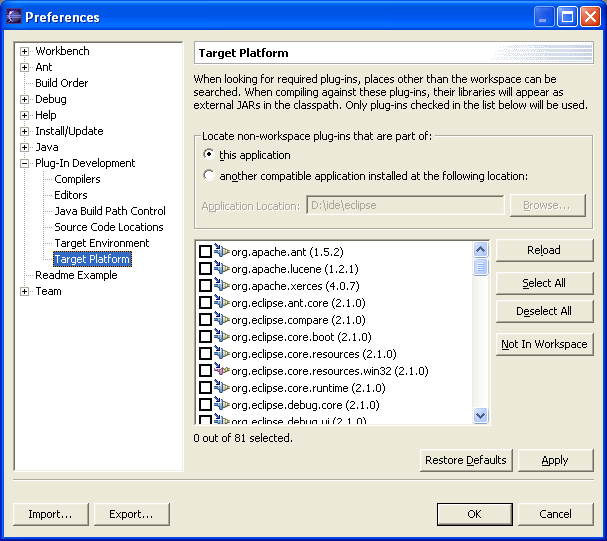 Preferences
Workbench
Ant
Build Order
Debug
Help
Install/Update
Java
Plug-In Development
Compilers
Editors
Java Build Path Control
Source Code Locations
Target Environment
Target Platform
Readme Example
Team
Target Platform
When looking for required plug-ins, places other than the workspace can be
searched. When compiling against these plug-ins, their libraries will appear as
external JARs in the classpath. Only plug-ins checked in the list below will be used.
Locate non-workspace plug-ins that are part of:
this application
another compatible application installed at the following location:
Application Location: D:\ide\eclipse Browse...
org.apache.ant (1.5.2)
org.apache.lucene (1.2.1)
org.apache.xerces (4.0.7)
org.eclipse.ant.core (2.1.0)
org.eclipse.compare (2.1.0)
org.eclipse.core.boot (2.1.0)
org.eclipse.core.resources (2.1.0)
org.eclipse.core.resources.win32 (2.1.0)
org.eclipse.core.runtime (2.1.0)
org.eclipse.debug.core (2.1.0)
org.eclipse.debug.ui (2.1.0)
Reload
Select All
Deselect All
Not In Workspace
0 out of 81 selected.
Restore Defaults Apply
Import... Export... OK Cancel